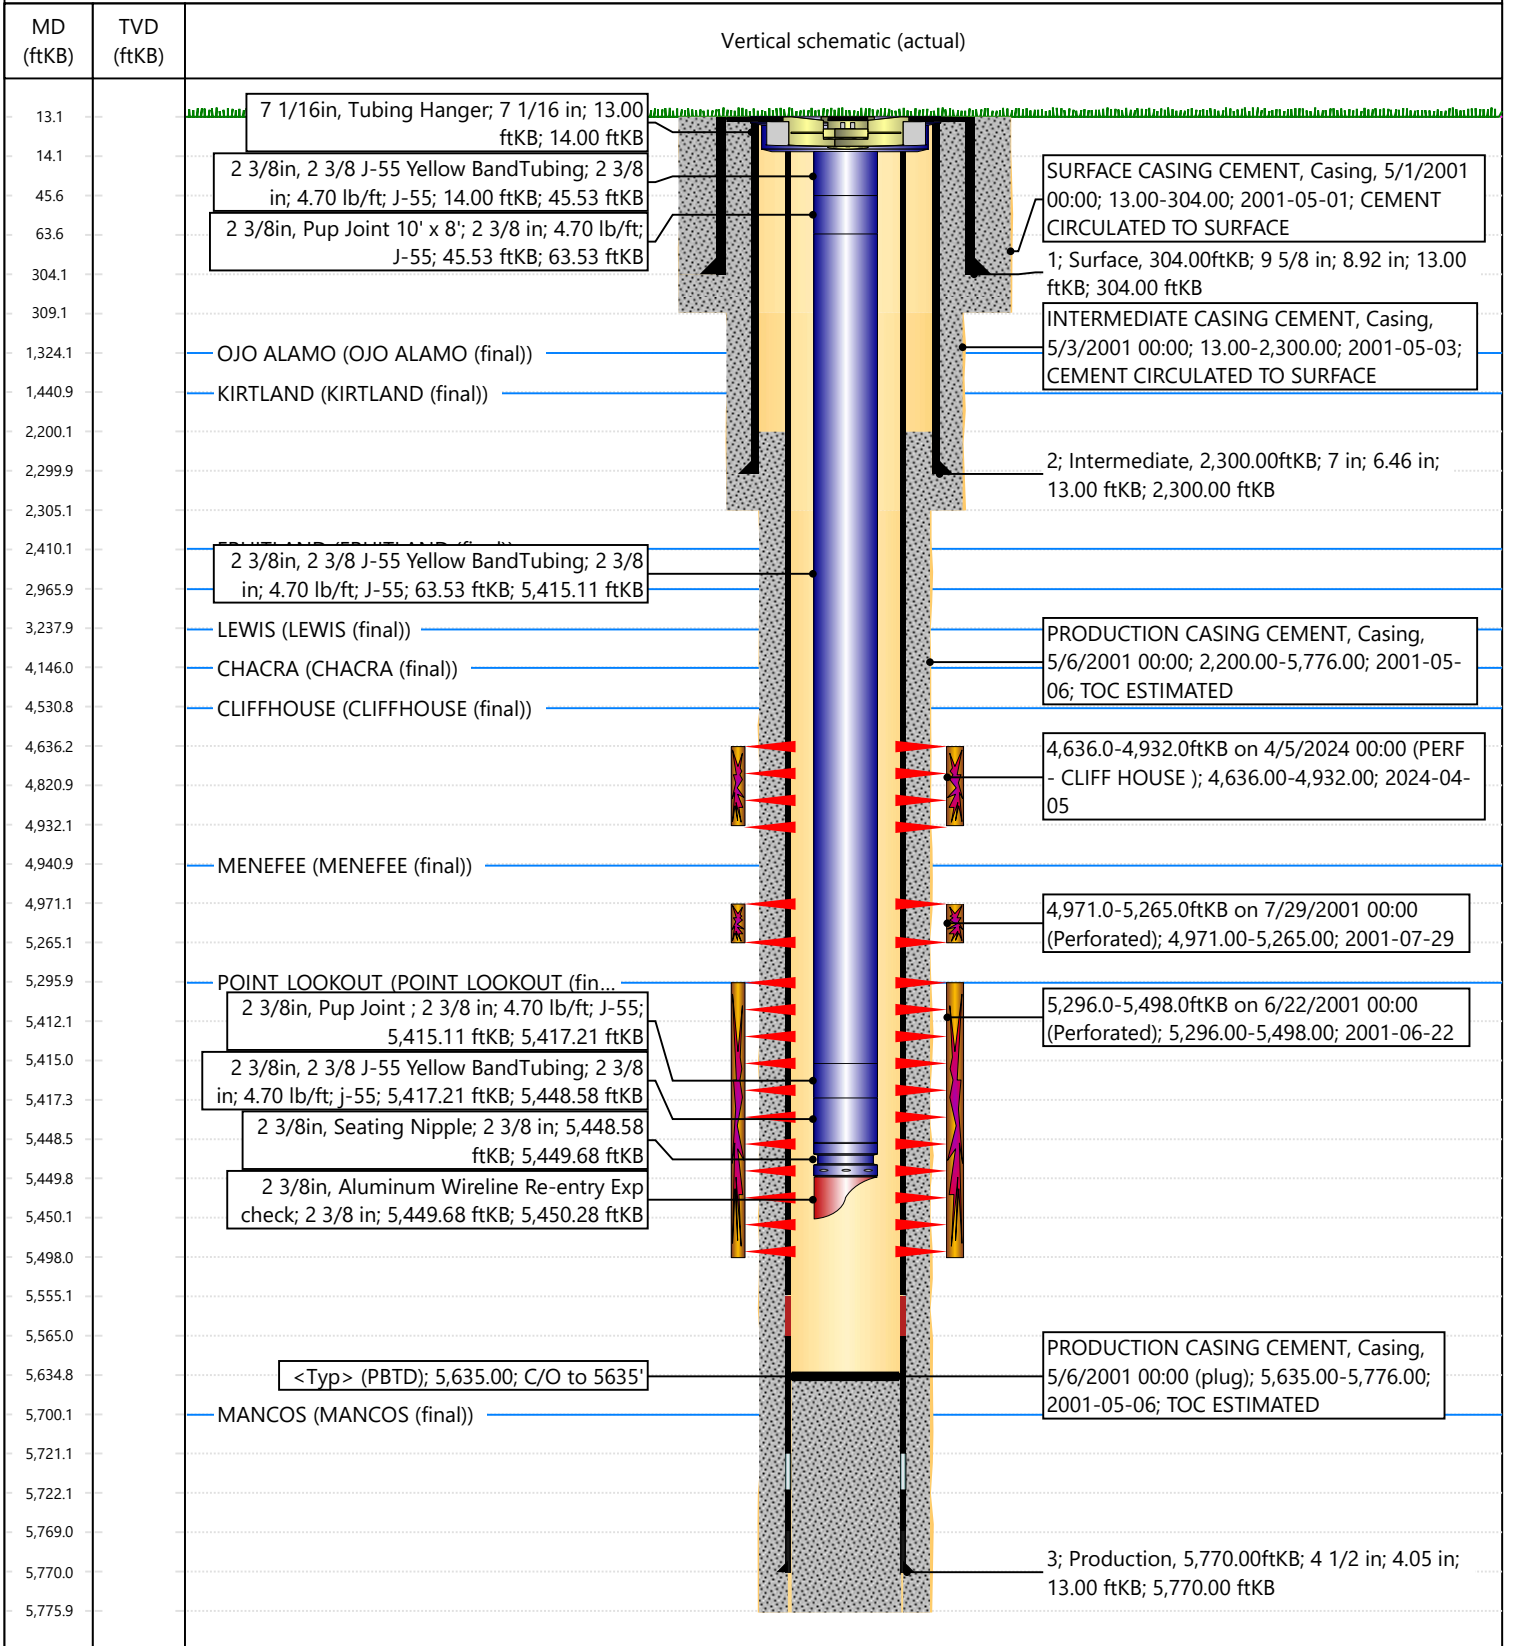 MD
(ftKB)
TVD
(ftKB)
Vertical schematic (actual)
13.1
14.1
45.6
63.6
304.1
309.1
1,324.1
1,440.9
2,200.1
2,299.9
2,305.1
2,410.1
2,965.9
3,237.9
4,146.0
4,530.8
4,636.2
4,820.9
4,932.1
4,940.9
4,971.1
5,265.1
5,295.9
5,412.1
5,415.0
5,417.3
5,448.5
5,449.8
5,450.1
5,498.0
5,555.1
5,565.0
5,634.8
5,700.1
5,721.1
5,722.1
5,769.0
5,770.0
5,775.9
7 1/16in, Tubing Hanger; 7 1/16 in; 13.00
ftKB; 14.00 ftKB
2 3/8in, 2 3/8 J-55 Yellow BandTubing; 2 3/8
in; 4.70 lb/ft; J-55; 14.00 ftKB; 45.53 ftKB
2 3/8in, Pup Joint 10' x 8'; 2 3/8 in; 4.70 lb/ft;
J-55; 45.53 ftKB; 63.53 ftKB
OJO ALAMO (OJO ALAMO (final))
KIRTLAND (KIRTLAND (final))
FRUITLAND (FRUITLAND (final))
2 3/8in, 2 3/8 J-55 Yellow BandTubing; 2 3/8
in; 4.70 lb/ft; J-55; 63.53 ftKB; 5,415.11 ftKB
LEWIS (LEWIS (final))
CHACRA (CHACRA (final))
CLIFFHOUSE (CLIFFHOUSE (final))
MENEFEE (MENEFEE (final))
POINT LOOKOUT (POINT LOOKOUT (fin...
2 3/8in, Pup Joint ; 2 3/8 in; 4.70 lb/ft; J-55;
5,415.11 ftKB; 5,417.21 ftKB
2 3/8in, 2 3/8 J-55 Yellow BandTubing; 2 3/8
in; 4.70 lb/ft; j-55; 5,417.21 ftKB; 5,448.58 ftKB
2 3/8in, Seating Nipple; 2 3/8 in; 5,448.58
ftKB; 5,449.68 ftKB
2 3/8in, Aluminum Wireline Re-entry Exp
check; 2 3/8 in; 5,449.68 ftKB; 5,450.28 ftKB
<Typ> (PBTD); 5,635.00; C/O to 5635'
MANCOS (MANCOS (final))
SURFACE CASING CEMENT, Casing, 5/1/2001
00:00; 13.00-304.00; 2001-05-01; CEMENT
CIRCULATED TO SURFACE
1; Surface, 304.00ftKB; 9 5/8 in; 8.92 in; 13.00
ftKB; 304.00 ftKB
INTERMEDIATE CASING CEMENT, Casing,
5/3/2001 00:00; 13.00-2,300.00; 2001-05-03;
CEMENT CIRCULATED TO SURFACE
2; Intermediate, 2,300.00ftKB; 7 in; 6.46 in;
13.00 ftKB; 2,300.00 ftKB
PRODUCTION CASING CEMENT, Casing,
5/6/2001 00:00; 2,200.00-5,776.00; 2001-05-
06; TOC ESTIMATED
4,636.0-4,932.0ftKB on 4/5/2024 00:00 (PERF
- CLIFF HOUSE ); 4,636.00-4,932.00; 2024-04-
05
4,971.0-5,265.0ftKB on 7/29/2001 00:00
(Perforated); 4,971.00-5,265.00; 2001-07-29
5,296.0-5,498.0ftKB on 6/22/2001 00:00
(Perforated); 5,296.00-5,498.00; 2001-06-22
PRODUCTION CASING CEMENT, Casing,
5/6/2001 00:00 (plug); 5,635.00-5,776.00;
2001-05-06; TOC ESTIMATED
3; Production, 5,770.00ftKB; 4 1/2 in; 4.05 in;
13.00 ftKB; 5,770.00 ftKB